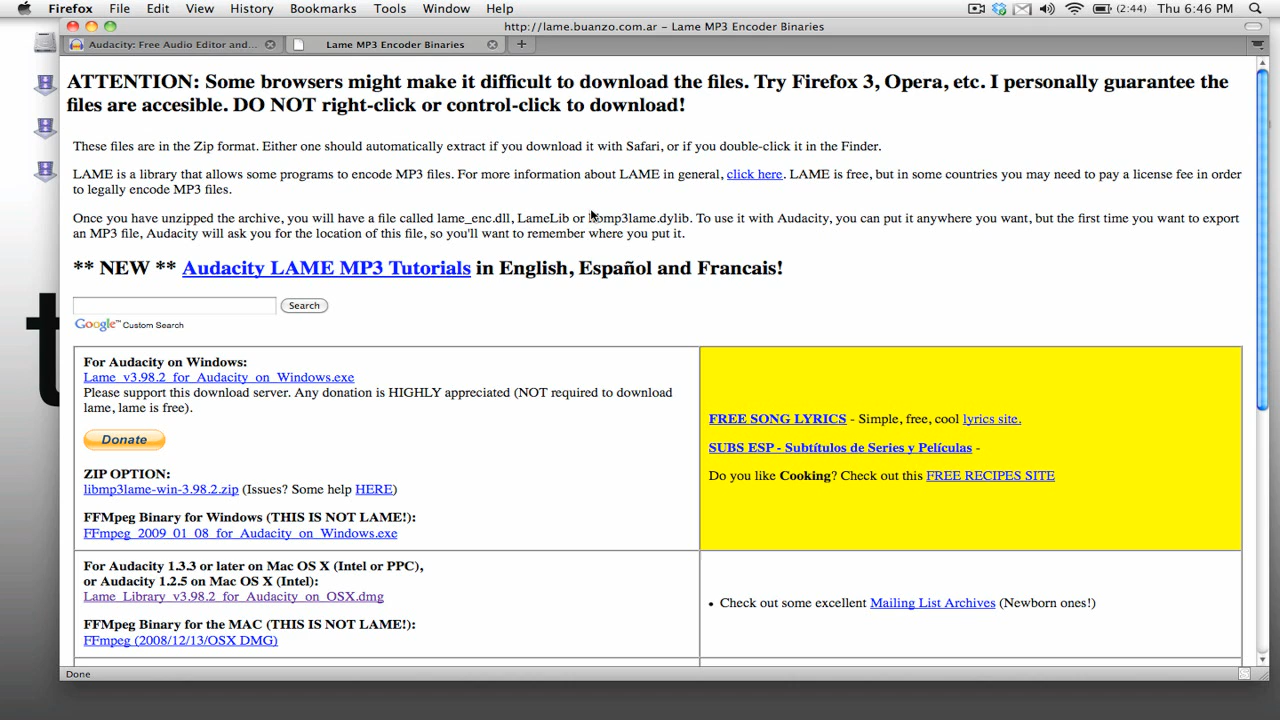 Firefox File Edit View History Bookmarks Tools Window Help (2:44) Thu 6:46 PM
http://lame.buanzo.com.ar – Lame MP3 Encoder Binaries
Audacity: Free Audio Editor and... Lame MP3 Encoder Binaries
ATTENTION: Some browsers might make it difficult to download the files. Try Firefox 3, Opera, etc. I personally guarantee the
files are accesible. DO NOT right-click or control-click to download!
These files are in the Zip format. Either one should automatically extract if you download it with Safari, or if you double-click it in the Finder.
LAME is a library that allows some programs to encode MP3 files. For more information about LAME in general, click here. LAME is free, but in some countries you may need to pay a license fee in order
to legally encode MP3 files.
Once you have unzipped the archive, you will have a file called lame_enc.dll, LameLib or libmp3lame.dylib. To use it with Audacity, you can put it anywhere you want, but the first time you want to export
an MP3 file, Audacity will ask you for the location of this file, so you'll want to remember where you put it.
** NEW ** Audacity LAME MP3 Tutorials in English, Español and Francais!
Search
Google™ Custom Search
For Audacity on Windows:
Lame_v3.98.2_for_Audacity_on_Windows.exe
Please support this download server. Any donation is HIGHLY appreciated (NOT required to download
lame, lame is free).
Donate
ZIP OPTION:
libmp3lame-win-3.98.2.zip (Issues? Some help HERE)
FFMpeg Binary for Windows (THIS IS NOT LAME!):
FFmpeg_2009_01_08_for_Audacity_on_Windows.exe
FREE SONG LYRICS - Simple, free, cool lyrics site.
SUBS ESP - Subtítulos de Series y Películas -
Do you like Cooking? Check out this FREE RECIPES SITE
For Audacity 1.3.3 or later on Mac OS X (Intel or PPC),
or Audacity 1.2.5 on Mac OS X (Intel):
Lame_Library_v3.98.2_for_Audacity_on_OSX.dmg
FFMpeg Binary for the MAC (THIS IS NOT LAME!):
FFmpeg (2008/12/13/OSX DMG)
• Check out some excellent Mailing List Archives (Newborn ones!)
Done
t